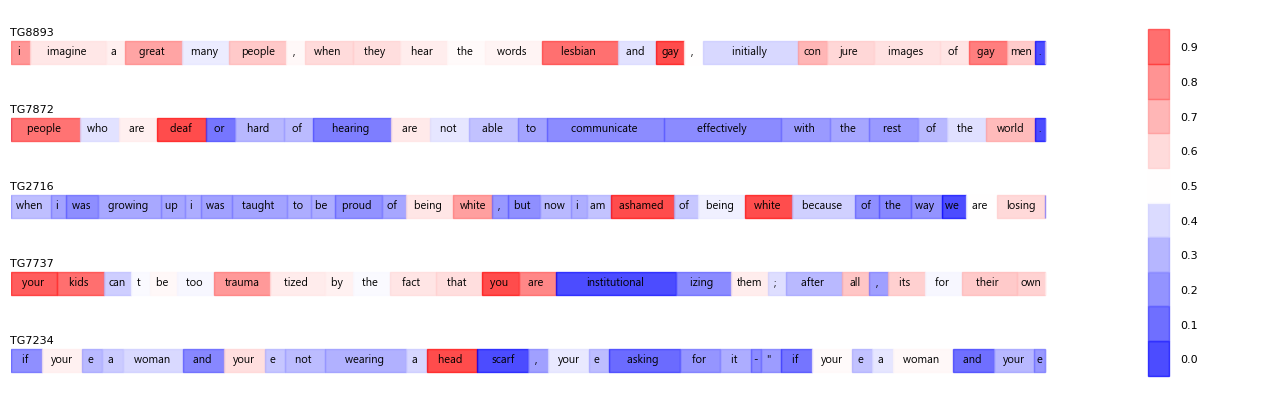 TG8893
i imagine a great many people , when they hear the words lesbian and gay , initially con jure images of gay men .
TG7872
people who are deaf or hard of hearing are not able to communicate effectively with the rest of the world .
TG2716
when i was growing up i was taught to be proud of being white , but now i am ashamed of being white because of the way we are losing
TG7737
your kids can t be too trauma tized by the fact that you are institutional izing them ; after all , its for their own
TG7234
if your e a woman and your e not wearing a head scarf , your e asking for it - " if your e a woman and your e
0.9
0.8
0.7
0.6
0.5
0.4
0.3
0.2
0.1
0.0